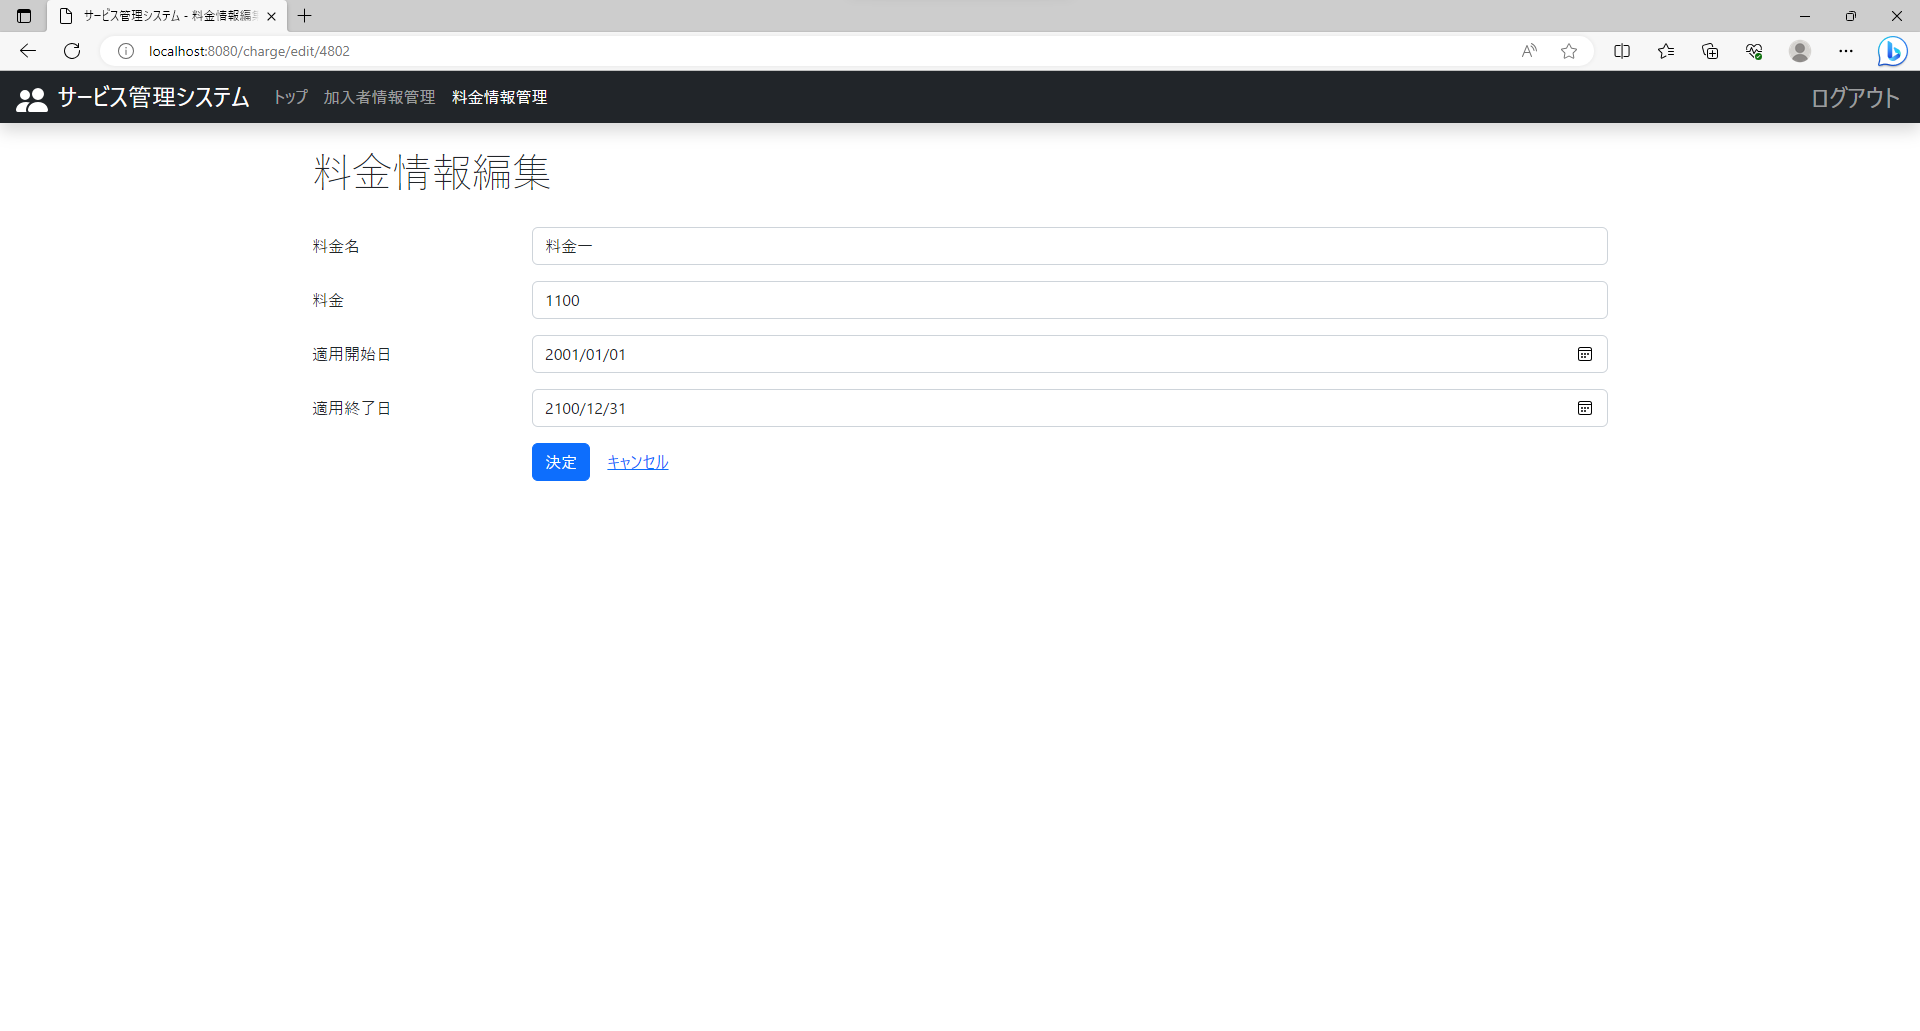 サービス管理システム - 料金情報編
localhost:8080/charge/edit/4802
サービス管理システム トップ 加入者情報管理 料金情報管理 ログアウト
料金情報編集
料金名 料金一
料金 1100
適用開始日 2001/01/01
適用終了日 2100/12/31
決定 キャンセル